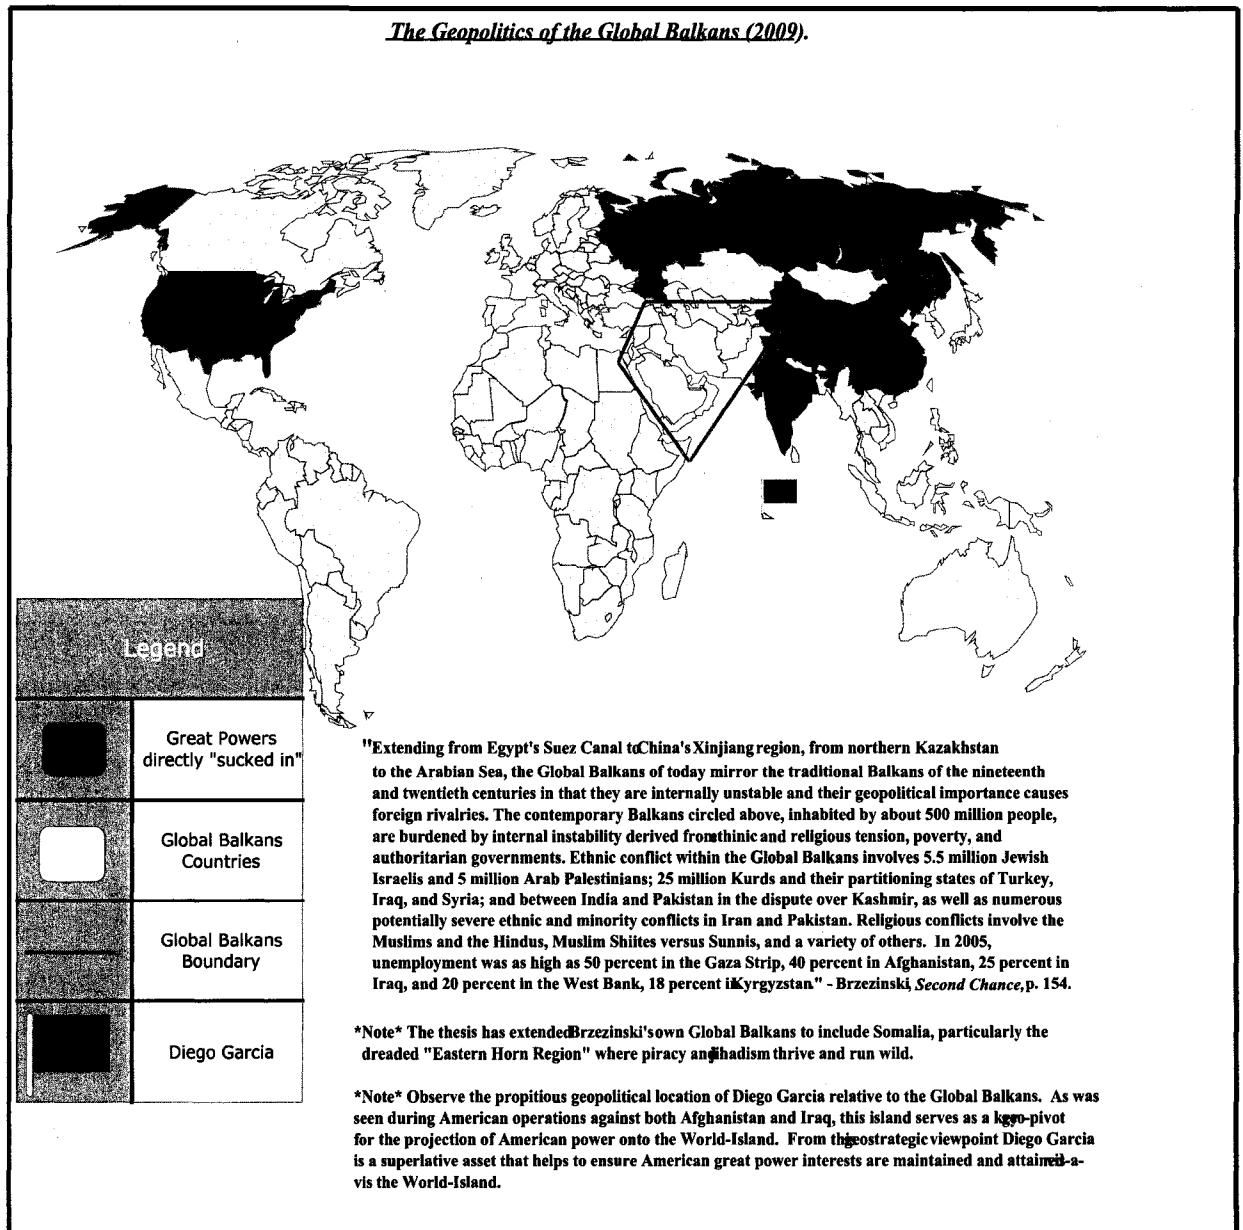 The Geopolitics of the Global Balkans (2009).
Legend
Great Powers
directly "sucked in"
Global Balkans
Countries
Global Balkans
Boundary
Diego Garcia
"Extending from Egypt's Suez Canal to China's Xinjiang region, from northern Kazakhstan
to the Arabian Sea, the Global Balkans of today mirror the traditional Balkans of the nineteenth
and twentieth centuries in that they are internally unstable and their geopolitical importance causes
foreign rivalries. The contemporary Balkans circled above, inhabited by about 500 million people,
are burdened by internal instability derived from ethinic and religious tension, poverty, and
authoritarian governments. Ethnic conflict within the Global Balkans involves 5.5 million Jewish
Israelis and 5 million Arab Palestinians; 25 million Kurds and their partitioning states of Turkey,
Iraq, and Syria; and between India and Pakistan in the dispute over Kashmir, as well as numerous
potentially severe ethnic and minority conflicts in Iran and Pakistan. Religious conflicts involve the
Muslims and the Hindus, Muslim Shiites versus Sunnis, and a variety of others. In 2005,
unemployment was as high as 50 percent in the Gaza Strip, 40 percent in Afghanistan, 25 percent in
Iraq, and 20 percent in the West Bank, 18 percent in Kyrgyzstan." - Brzezinski, Second Chance, p. 154.
*Note* The thesis has extended Brzezinski's own Global Balkans to include Somalia, particularly the
dreaded "Eastern Horn Region" where piracy and jihadism thrive and run wild.
*Note* Observe the propitious geopolitical location of Diego Garcia relative to the Global Balkans. As was
seen during American operations against both Afghanistan and Iraq, this island serves as a key geo-pivot
for the projection of American power onto the World-Island. From the geostrategic viewpoint Diego Garcia
is a superlative asset that helps to ensure American great power interests are maintained and attained vis-a-
vis the World-Island.